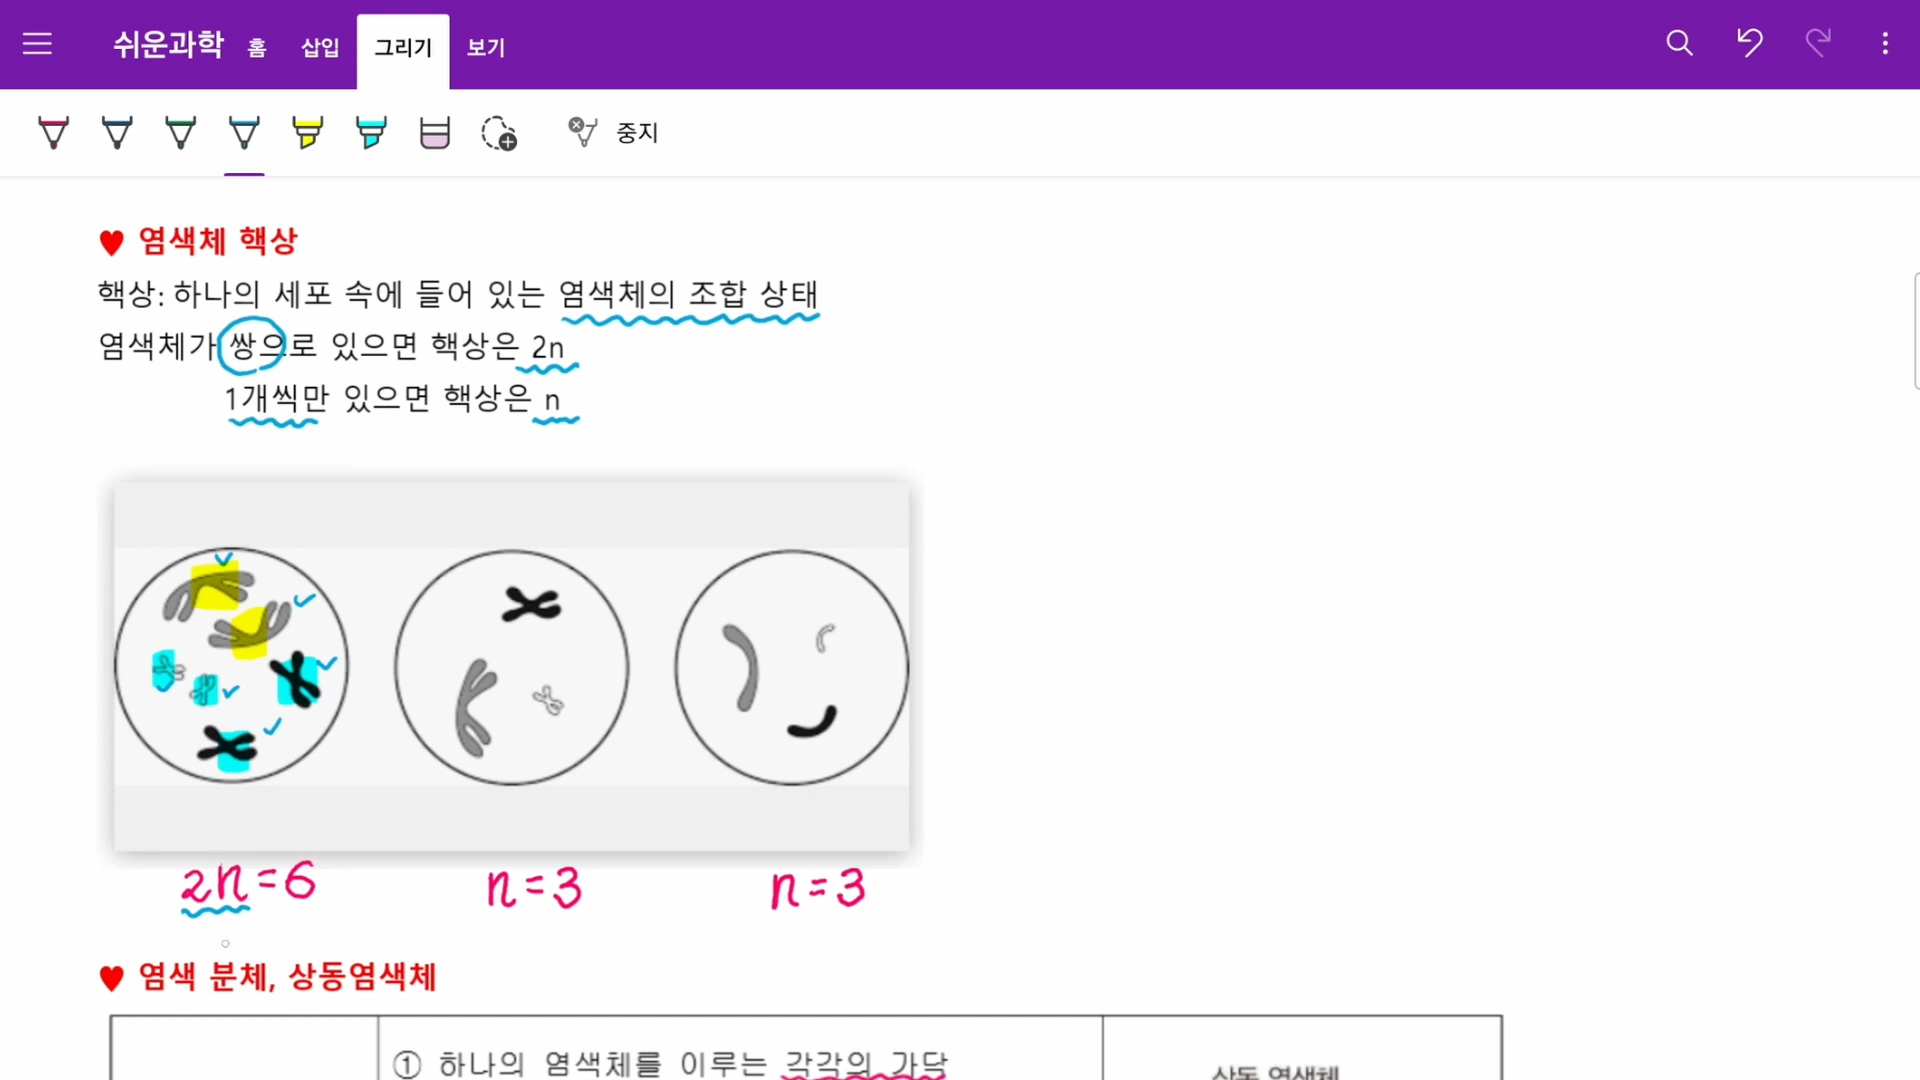 쉬운과학 홈 삽입 그리기 보기
중지
♥ 염색체 핵상
핵상: 하나의 세포 속에 들어 있는 염색체의 조합 상태
염색체가 쌍으로 있으면 핵상은 2n
1개씩만 있으면 핵상은 n
2n=6 n=3 n=3
♥ 염색 분체, 상동염색체
① 하나의 염색체를 이루는 각각의 가닥
상동 염색체